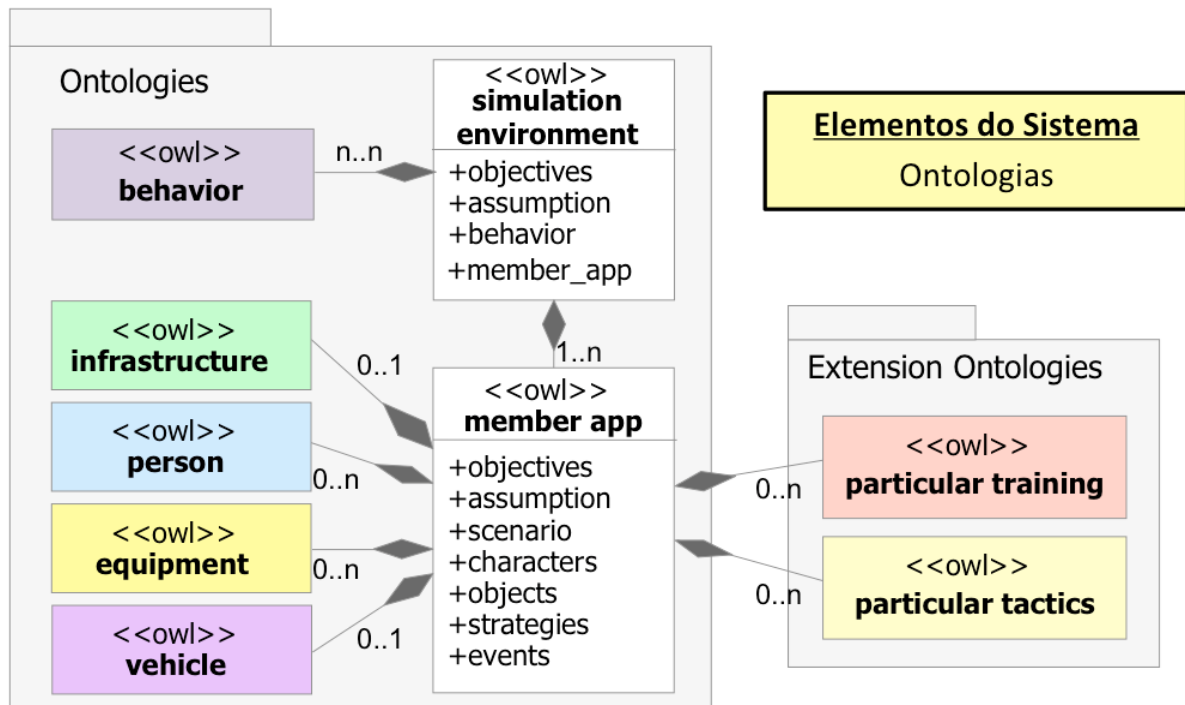 Ontologies
<<owl>>
behavior
n..n
<<owl>>
simulation
environment
+objectives
+assumption
+behavior
+member_app
1..n
<<owl>>
infrastructure
0..1
<<owl>>
person
0..n
<<owl>>
equipment
0..n
<<owl>>
vehicle
0..1
<<owl>>
member app
+objectives
+assumption
+scenario
+characters
+objects
+strategies
+events
Elementos do Sistema
Ontologias
Extension Ontologies
<<owl>>
particular training
0..n
<<owl>>
particular tactics
0..n